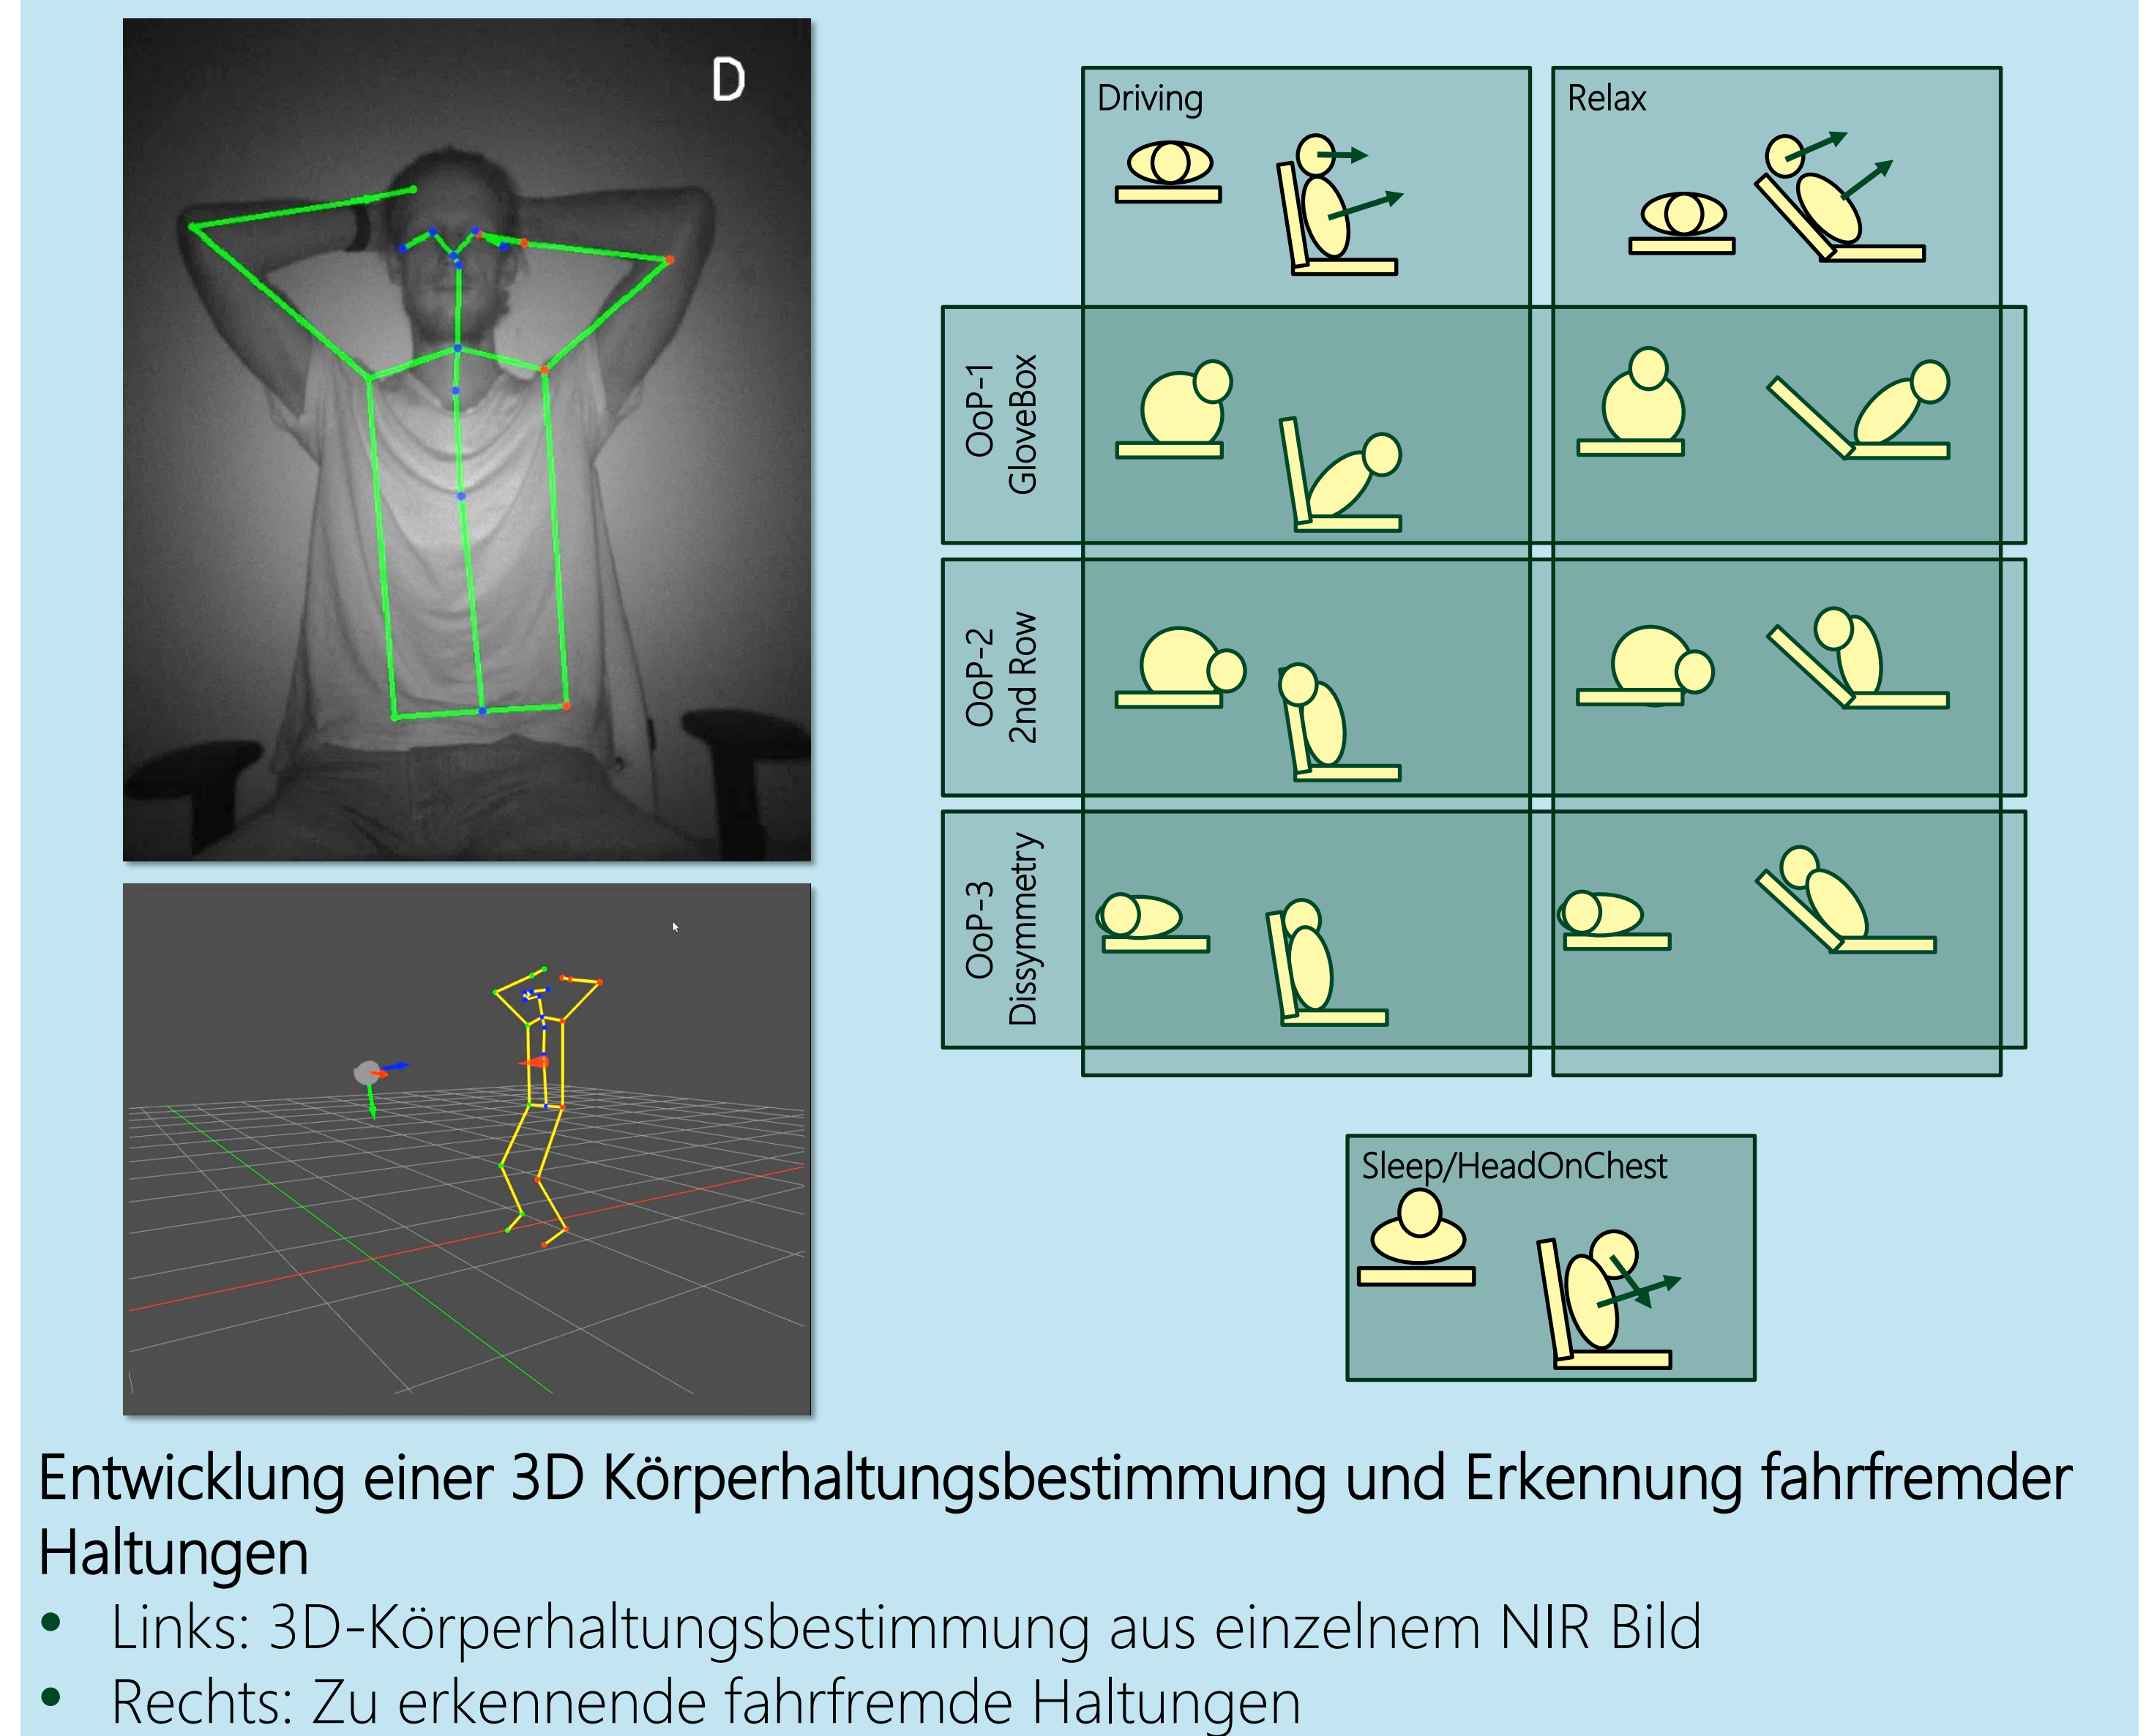 D
Driving
Relax
OoP-1
GloveBox
OoP-2
2nd Row
OoP-3
Dissymmetry
Sleep/HeadOnChest
Entwicklung einer 3D Körperhaltungsbestimmung und Erkennung fahrfremder
Haltungen
• Links: 3D-Körperhaltungsbestimmung aus einzelnem NIR Bild
• Rechts: Zu erkennende fahrfremde Haltungen